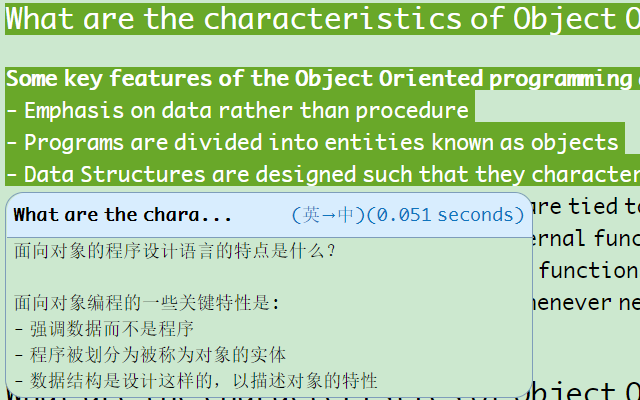 What are the characteristics of Object O
Some key features of the Object Oriented programming
- Emphasis on data rather than procedure
- Programs are divided into entities known as objects
- Data Structures are designed such that they character
What are the chara... (英→中)(0.051 seconds)
are tied to
ernal func
function
henever ne
面向对象的程序设计语言的特点是什么?
面向对象编程的一些关键特性是:
- 强调数据而不是程序
- 程序被划分为被称为对象的实体
- 数据结构是设计这样的，以描述对象的特性
Object O